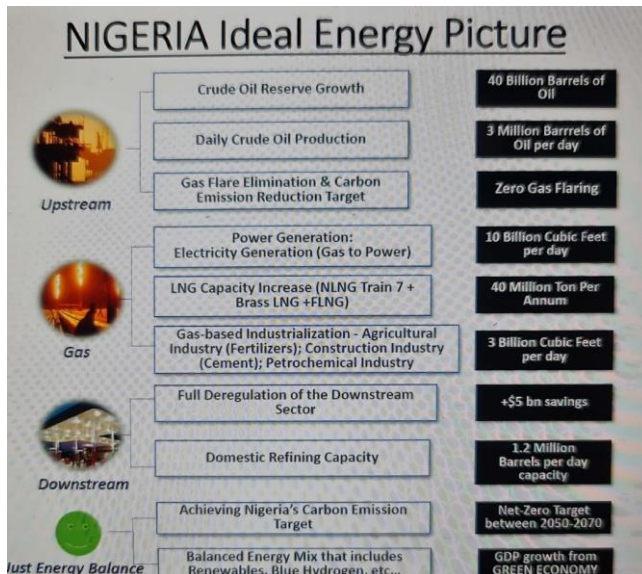 NIGERIA Ideal Energy Picture
Crude Oil Reserve Growth
40 Billion Barrels of
Oil
Daily Crude Oil Production
3 Million Barrrels of
Oil per day
Gas Flare Elimination & Carbon
Emission Reduction Target
Zero Gas Flaring
Upstream
Power Generation:
Electricity Generation (Gas to Power)
10 Billion Cubic Feet
per day
LNG Capacity Increase (NLNG Train 7 +
Brass LNG +FLNG)
40 Million Ton Per
Annum
Gas-based Industrialization - Agricultural
Industry (Fertilizers); Construction Industry
(Cement); Petrochemical Industry
3 Billion Cubic Feet
per day
Gas
Full Deregulation of the Downstream
Sector
+$5 bn savings
Domestic Refining Capacity
1.2 Million
Barrels per day
capacity
Downstream
Achieving Nigeria's Carbon Emission
Target
Net-Zero Target
between 2050-2070
Just Energy Balance
Balanced Energy Mix that includes
Renewables, Blue Hydrogen, etc...
GDP growth from
GREEN ECONOMY